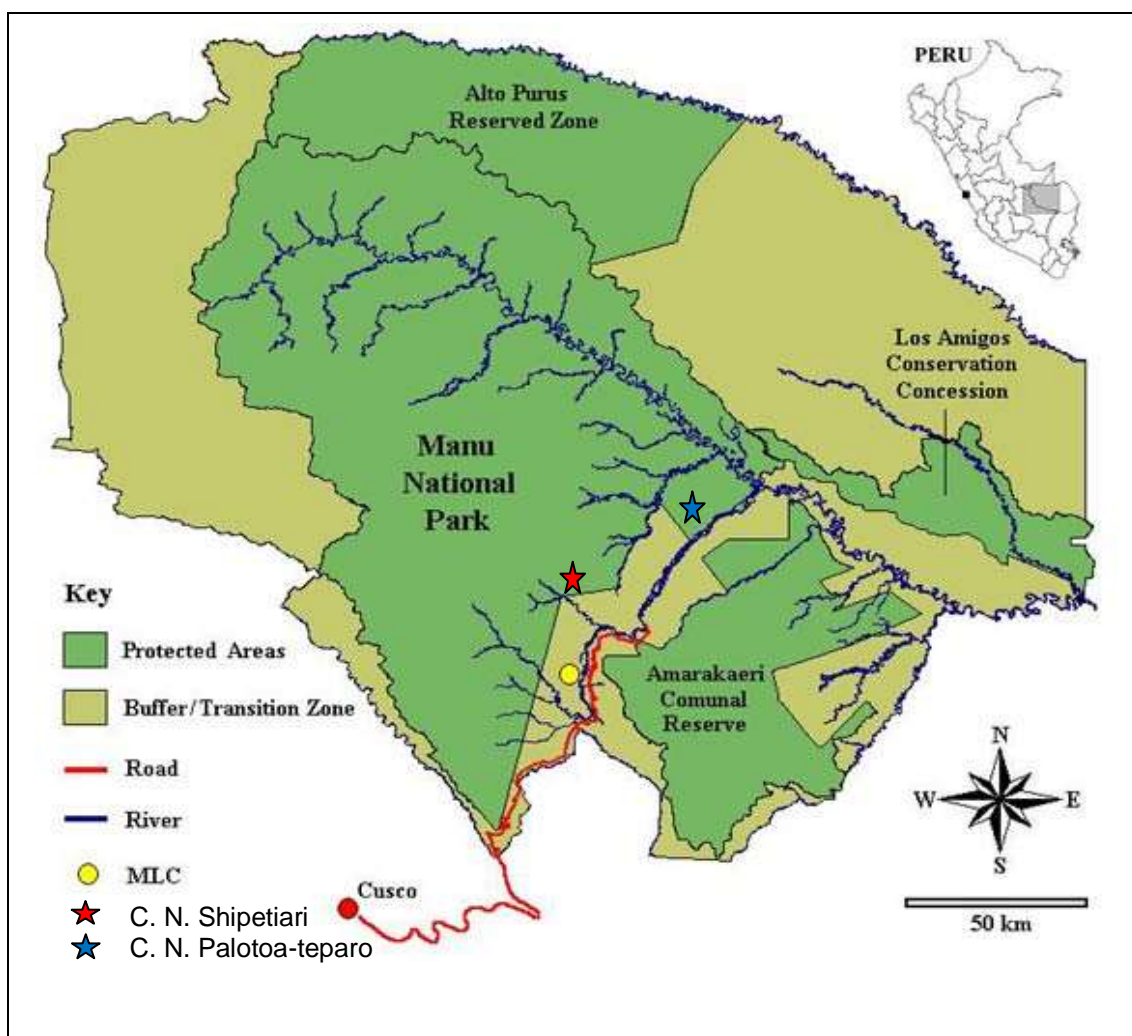 PERU
Alto Purus
Reserved Zone
Los Amigos
Conservation
Concession
Manu
National
Park
Key
Protected Areas
Buffer/Transition Zone
Amarakaeri
Comunal
Reserve
Road
River
MLC
Cusco
C. N. Shipetiari
C. N. Palotoa-teparo
N
W
E
S
50 km